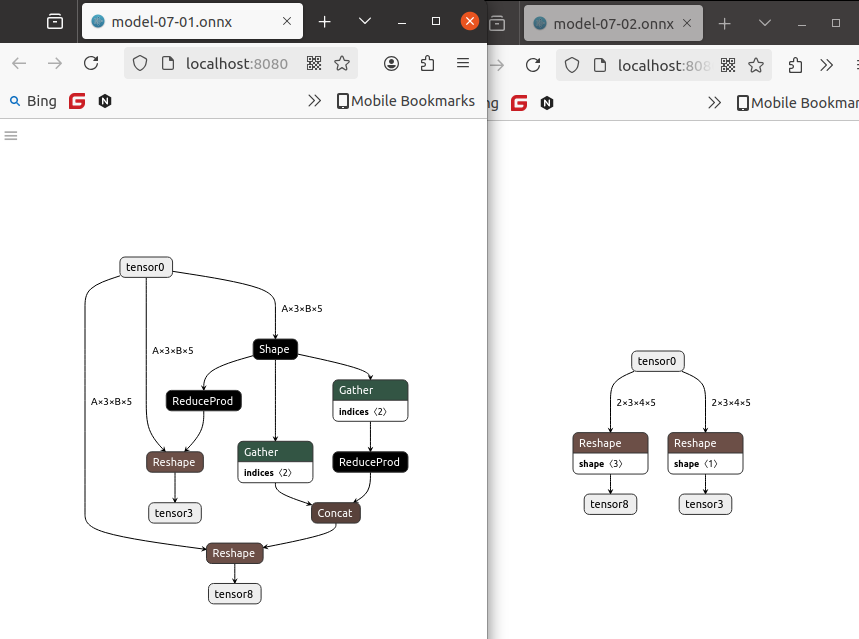 model-07-01.onnx
localhost:8080
Bing
Mobile Bookmarks
tensor0
A×3×B×5
Shape
A×3×B×5
ReduceProd
Gather
indices ⟨2⟩
A×3×B×5
Gather
indices ⟨2⟩
ReduceProd
Reshape
tensor3
Concat
Reshape
tensor8
model-07-02.onnx
localhost:808
ng
Mobile Bookmar
tensor0
2×3×4×5
2×3×4×5
Reshape
shape ⟨3⟩
Reshape
shape ⟨1⟩
tensor8
tensor3